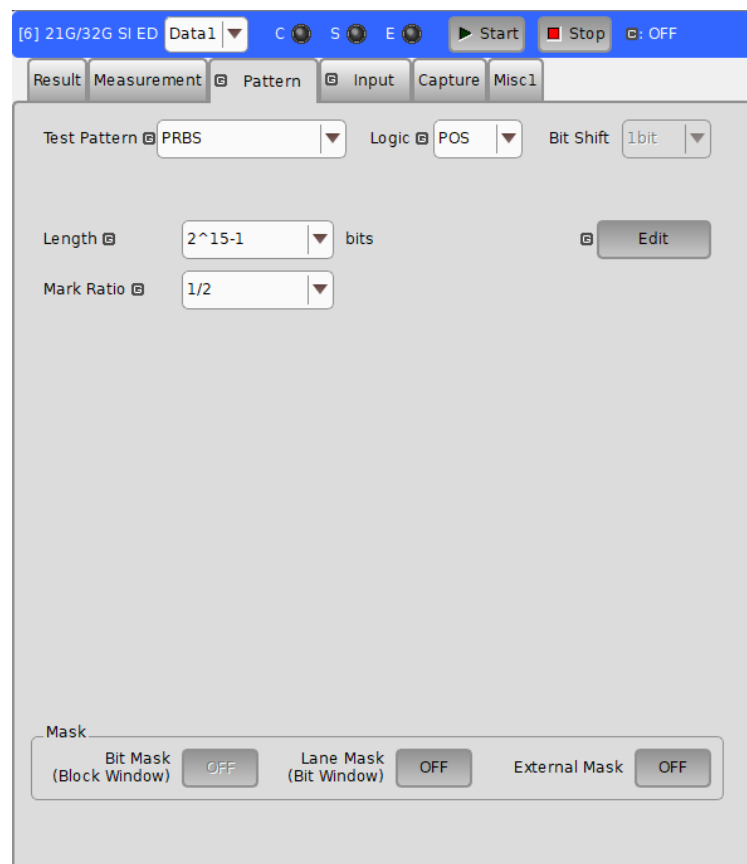 [6] 21G/32G SI ED Data1 C S E Start Stop G: OFF
Result Measurement G Pattern G Input Capture Misc1
Test Pattern G PRBS Logic G POS Bit Shift 1bit
Length G 2^15-1 bits G Edit
Mark Ratio G 1/2
Mask
Bit Mask
(Block Window) OFF Lane Mask
(Bit Window) OFF External Mask OFF